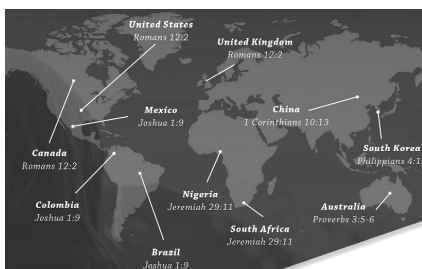 United States
Romans 12:2
United Kingdom
Romans 12:2
Mexico
Joshua 1:9
China
1 Corinthians 10:13
Canada
Romans 12:2
South Korea
Philippians 4:1
Colombia
Joshua 1:9
Nigeria
Jeremiah 29:11
Australia
Proverbs 3:5-6
South Africa
Jeremiah 29:11
Brazil
Joshua 1:9